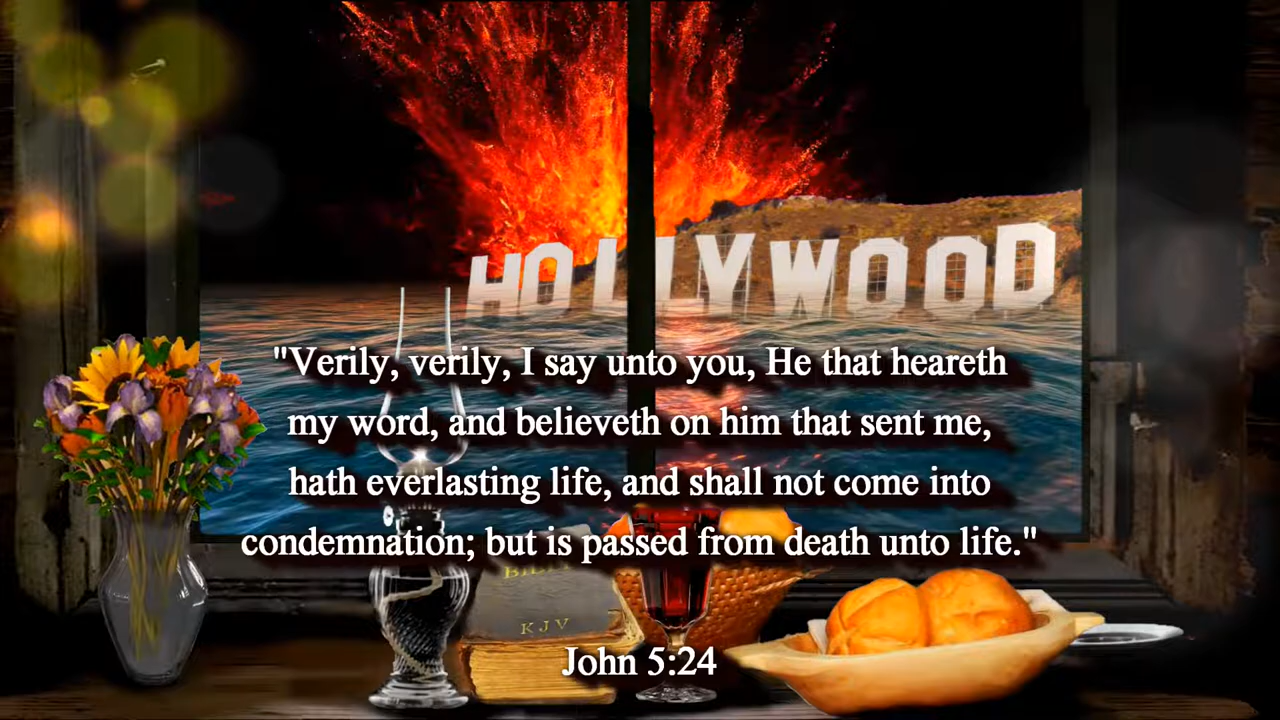 HOLLYWOOD
"Verily, verily, I say unto you, He that heareth
my word, and believeth on him that sent me,
hath everlasting life, and shall not come into
condemnation; but is passed from death unto life."
KJV
John 5:24